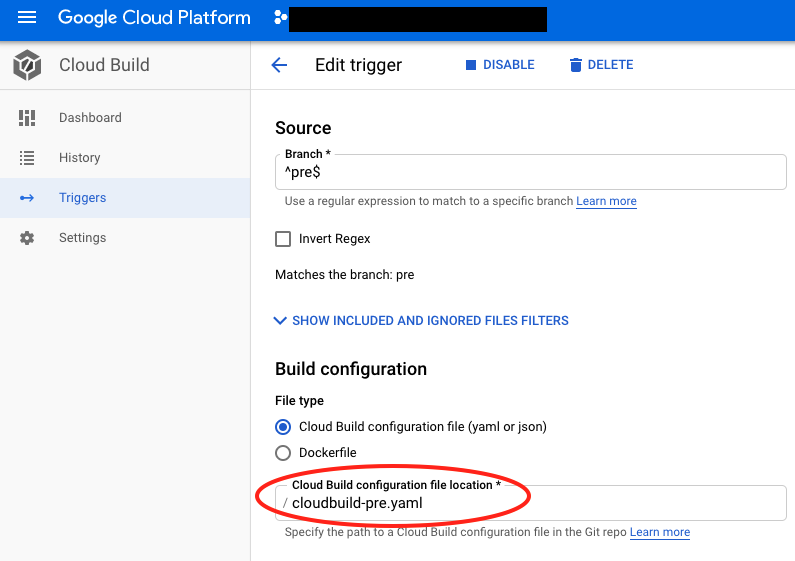 Google Cloud Platform
Cloud Build
Edit trigger
DISABLE
DELETE
Dashboard
History
Triggers
Settings
Source
Branch *
^pre$
Use a regular expression to match to a specific branch Learn more
Invert Regex
Matches the branch: pre
SHOW INCLUDED AND IGNORED FILES FILTERS
Build configuration
File type
Cloud Build configuration file (yaml or json)
Dockerfile
Cloud Build configuration file location *
/ cloudbuild-pre.yaml
Specify the path to a Cloud Build configuration file in the Git repo Learn more